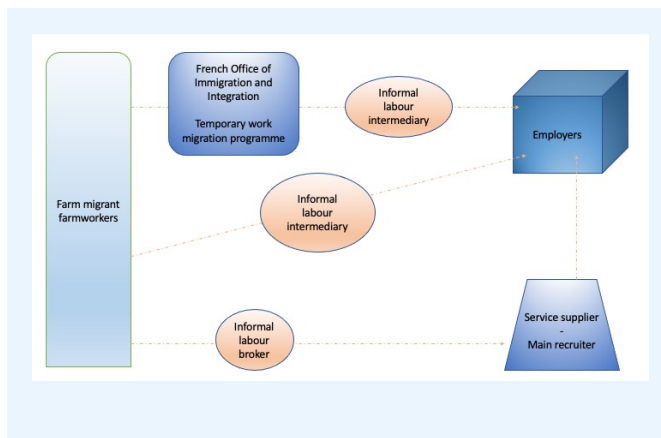 French Office of
Immigration and
Integration
Temporary work
migration programme
Informal
labour
intermediary
Employers
Farm migrant
farmworkers
Informal
labour
intermediary
Informal
labour
broker
Service supplier
-
Main recruiter